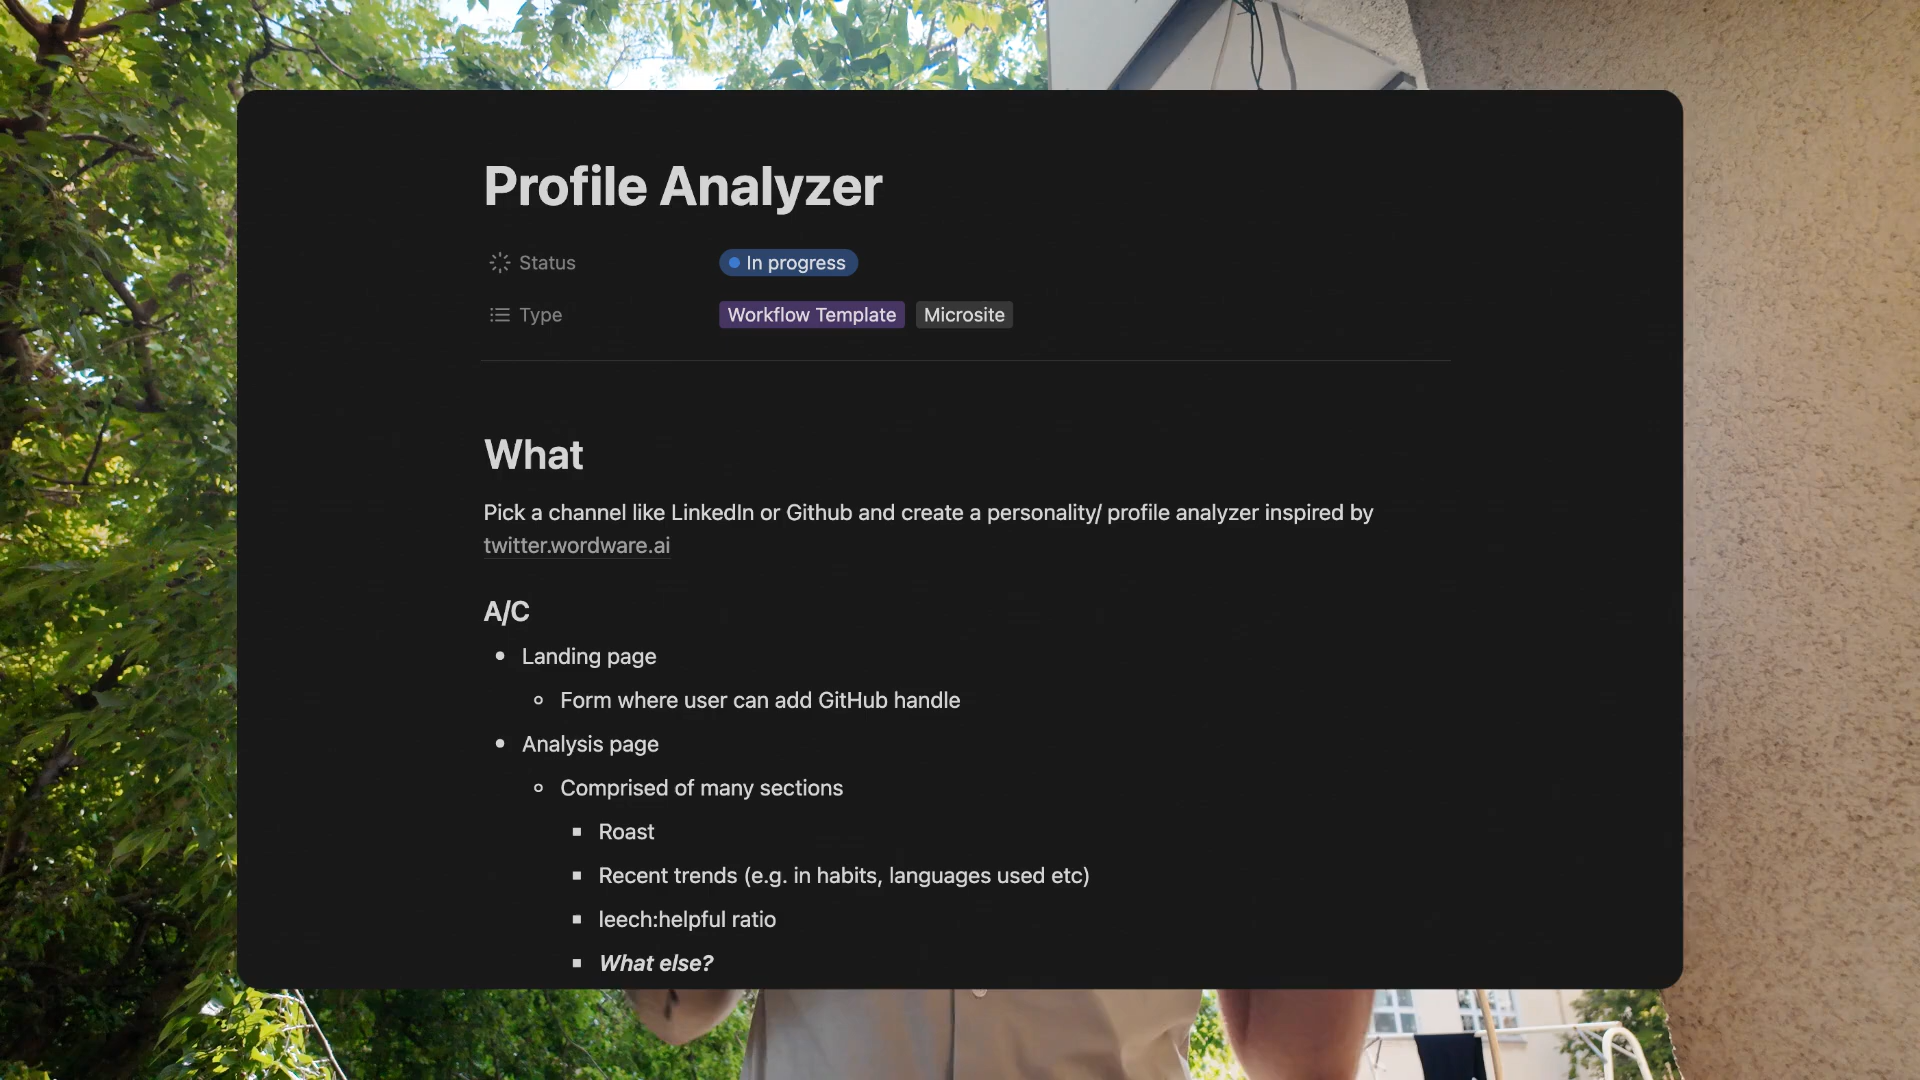 Profile Analyzer
Status
In progress
Type
Workflow Template
Microsite
What
Pick a channel like LinkedIn or Github and create a personality/ profile analyzer inspired by
twitter.wordware.ai
A/C
Landing page
Form where user can add GitHub handle
Analysis page
Comprised of many sections
Roast
Recent trends (e.g. in habits, languages used etc)
leech:helpful ratio
What else?